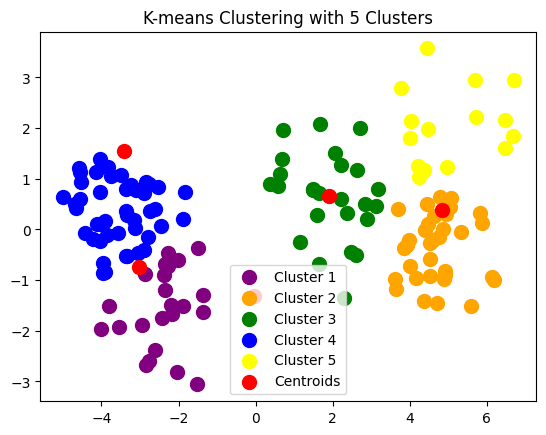 K-means Clustering with 5 Clusters
3
2
1
0
−1
−2
−3
Cluster 1
Cluster 2
Cluster 3
Cluster 4
Cluster 5
Centroids
−4 −2 0 2 4 6